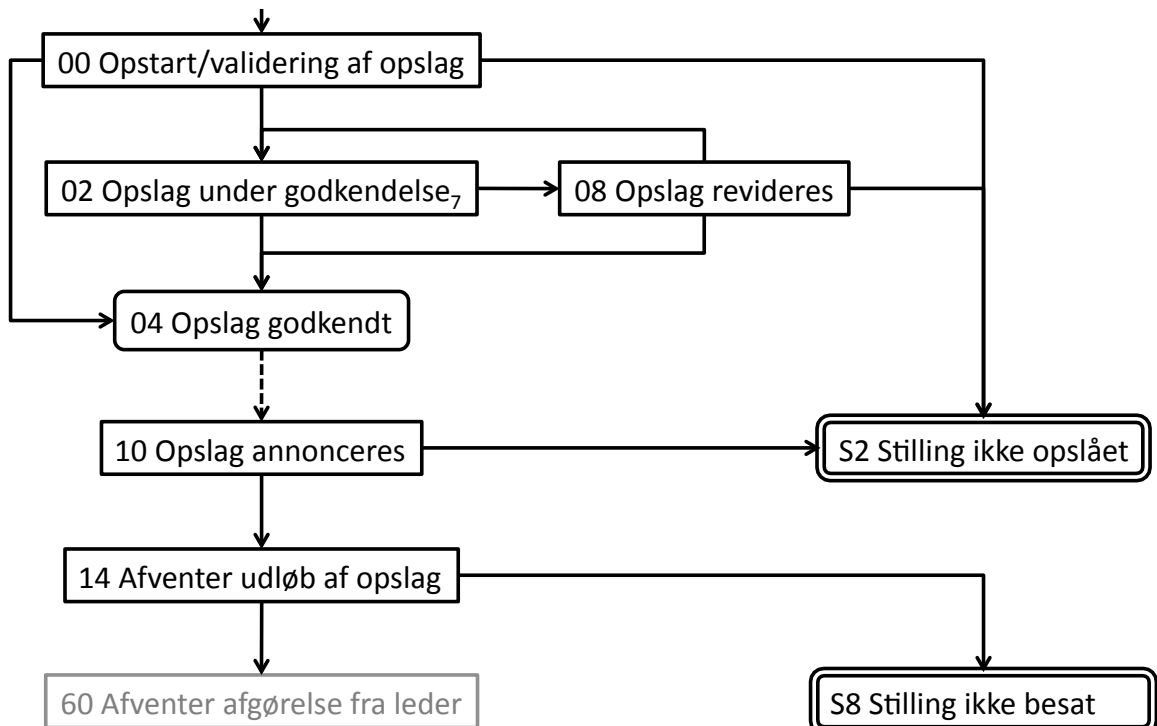 00 Opstart/validering af opslag
02 Opslag under godkendelse₇
08 Opslag revideres
04 Opslag godkendt
10 Opslag annonceres
S2 Stilling ikke opslået
14 Afventer udløb af opslag
60 Afventer afgørelse fra leder
S8 Stilling ikke besat